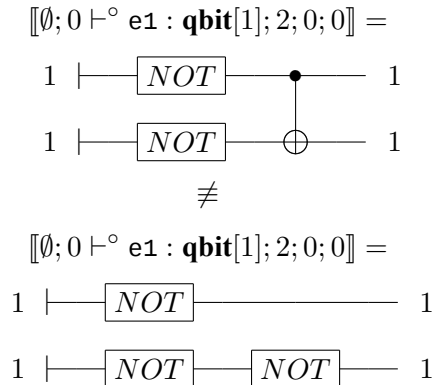 ⟦∅; 0 ⊢° e1 : qbit[1]; 2; 0; 0⟧ =
1 NOT 1
1 NOT 1
≢
⟦∅; 0 ⊢° e1 : qbit[1]; 2; 0; 0⟧ =
1 NOT 1
1 NOT NOT 1